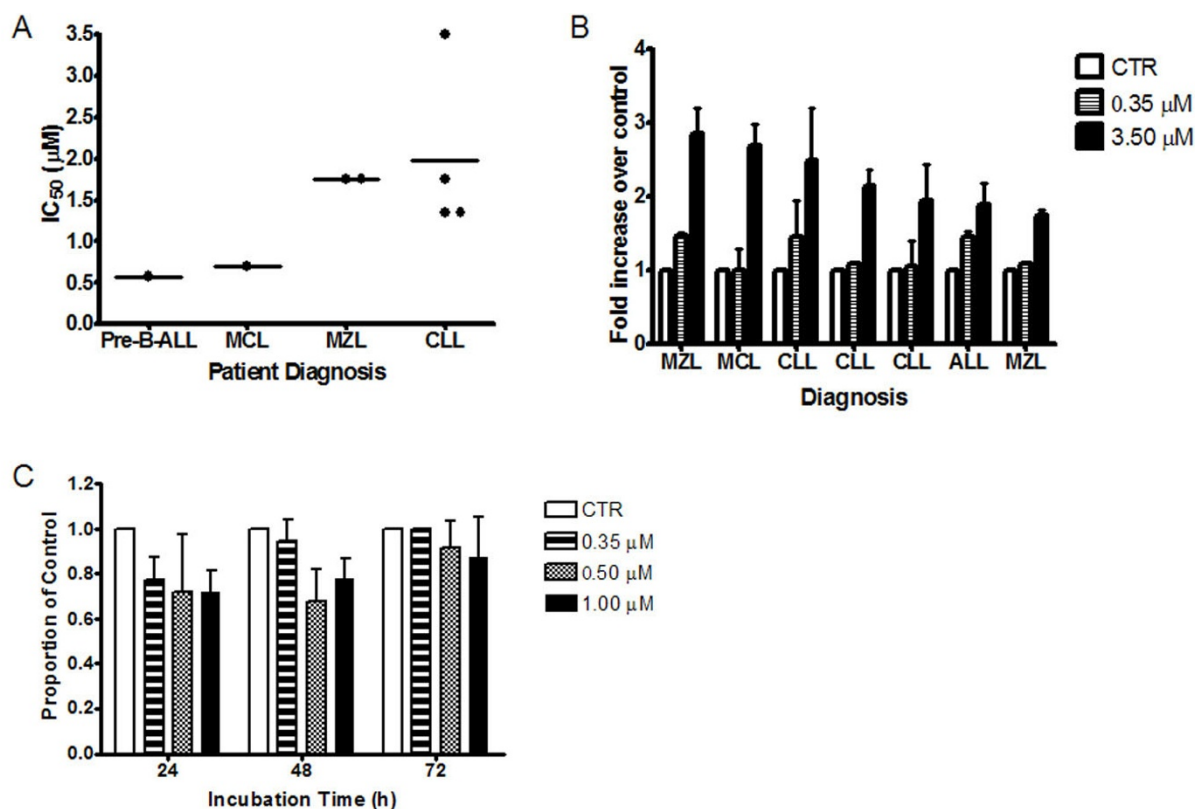 A
IC50 (μM)
3.5
3.0
2.5
2.0
1.5
1.0
0.5
0.0
Pre-B-ALL MCL MZL CLL
Patient Diagnosis
B
Fold increase over control
4
3
2
1
0
MZL MCL CLL CLL CLL ALL MZL
Diagnosis
CTR
0.35 μM
3.50 μM
C
Proportion of Control
1.2
1.0
0.8
0.6
0.4
0.2
0.0
24 48 72
Incubation Time (h)
CTR
0.35 μM
0.50 μM
1.00 μM